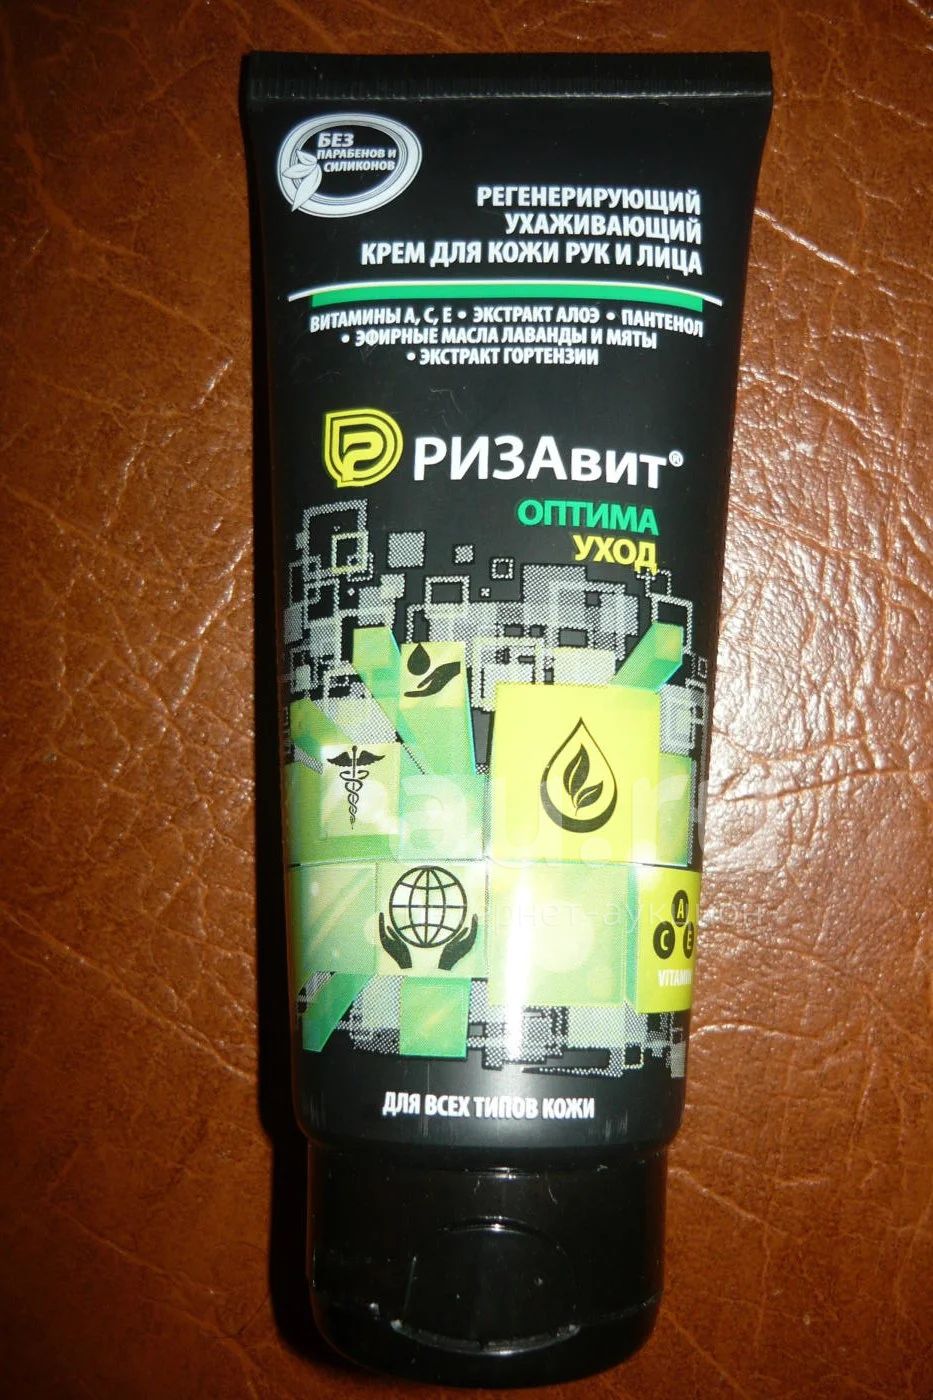 БЕЗ
ПАРАБЕНОВ И
СИЛИКОНОВ
РЕГЕНЕРИРУЮЩИЙ
УХАЖИВАЮЩИЙ
КРЕМ ДЛЯ КОЖИ РУК И ЛИЦА
ВИТАМИНЫ А, С, Е • ЭКСТРАКТ АЛОЭ • ПАНТЕНОЛ
• ЭФИРНЫЕ МАСЛА ЛАВАНДЫ И МЯТЫ
• ЭКСТРАКТ ГОРТЕНЗИИ
РИЗАвит®
ОПТИМА
УХОД
A
C E
VITAMIN
ДЛЯ ВСЕХ ТИПОВ КОЖИ